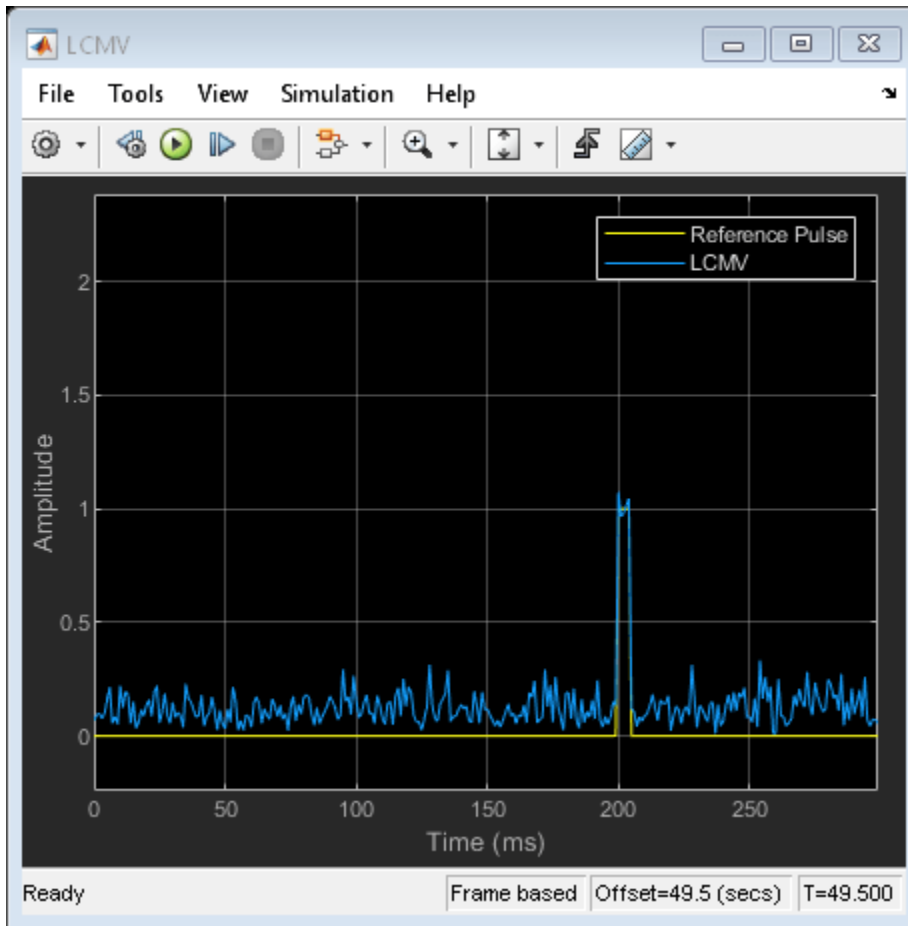 LCMV
File Tools View Simulation Help
Reference Pulse
LCMV
2
1.5
1
0.5
0
Amplitude
0 50 100 150 200 250
Time (ms)
Ready Frame based Offset=49.5 (secs) T=49.500